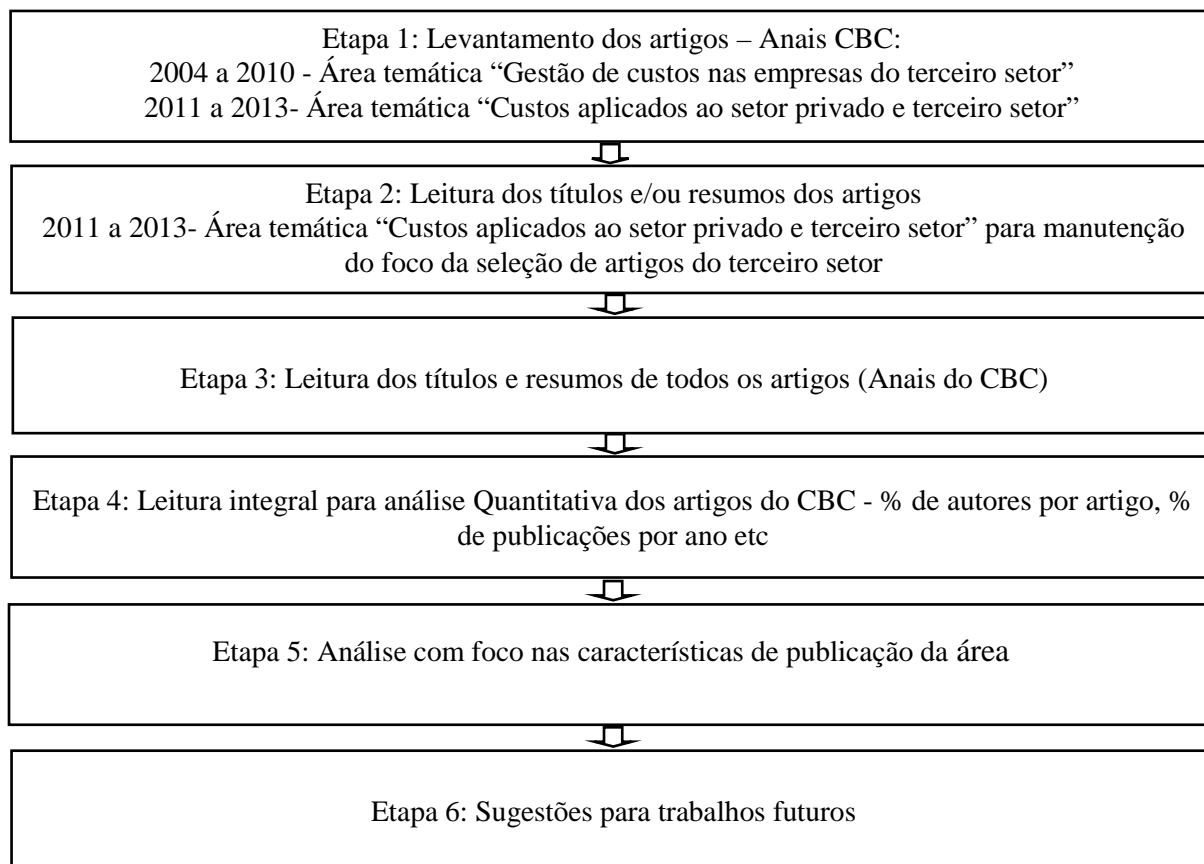 Etapa 1: Levantamento dos artigos – Anais CBC:
2004 a 2010 - Área temática “Gestão de custos nas empresas do terceiro setor”
2011 a 2013- Área temática “Custos aplicados ao setor privado e terceiro setor”
Etapa 2: Leitura dos títulos e/ou resumos dos artigos
2011 a 2013- Área temática “Custos aplicados ao setor privado e terceiro setor” para manutenção
do foco da seleção de artigos do terceiro setor
Etapa 3: Leitura dos títulos e resumos de todos os artigos (Anais do CBC)
Etapa 4: Leitura integral para análise Quantitativa dos artigos do CBC - % de autores por artigo, %
de publicações por ano etc
Etapa 5: Análise com foco nas características de publicação da área
Etapa 6: Sugestões para trabalhos futuros